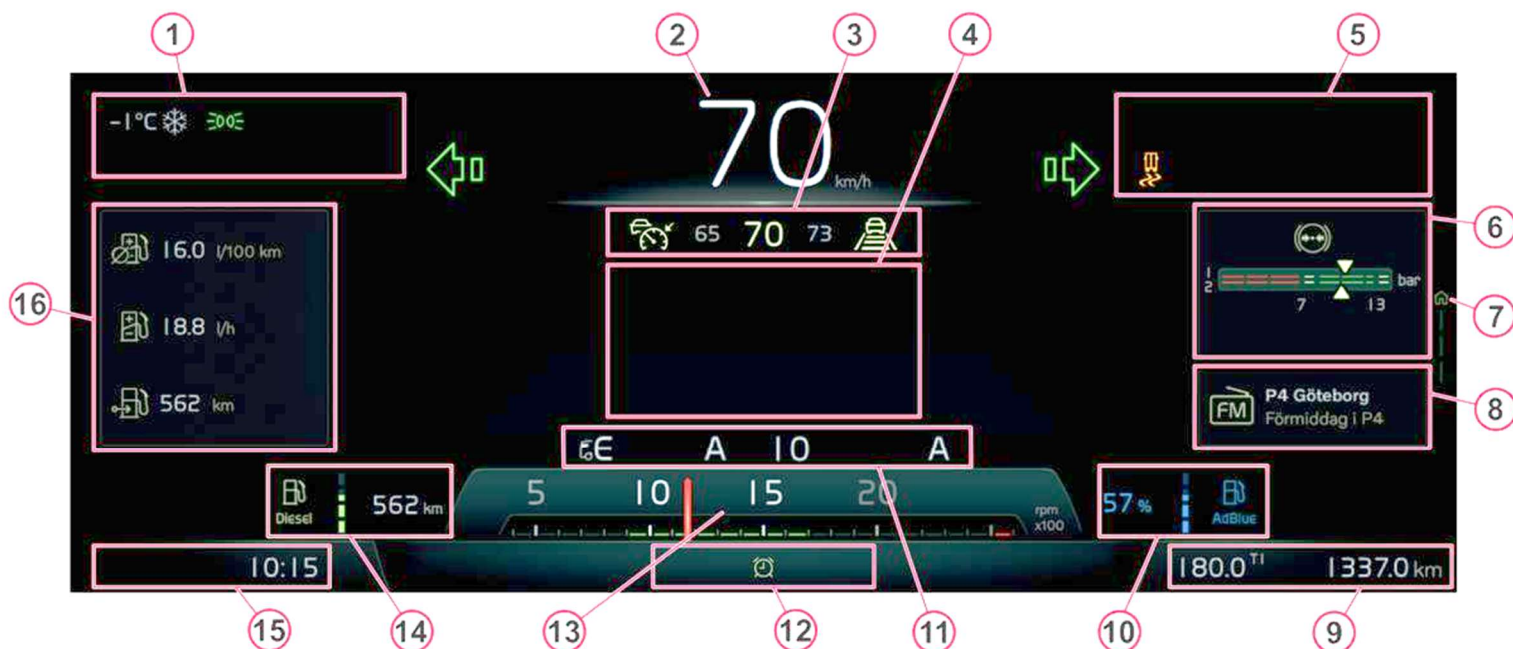 1
2
3
4
5
-1°C
70
km/h
65 70 73
6
16
16.0 l/100 km
18.8 l/h
562 km
1
2
bar
7 13
7
P4 Göteborg
FM
Förmiddag i P4
8
E A 10 A
Diesel
562 km
5 10 15 20
rpm
x100
57 %
AdBlue
10:15
180.0 T1
1337.0 km
15
14
13
12
11
10
9